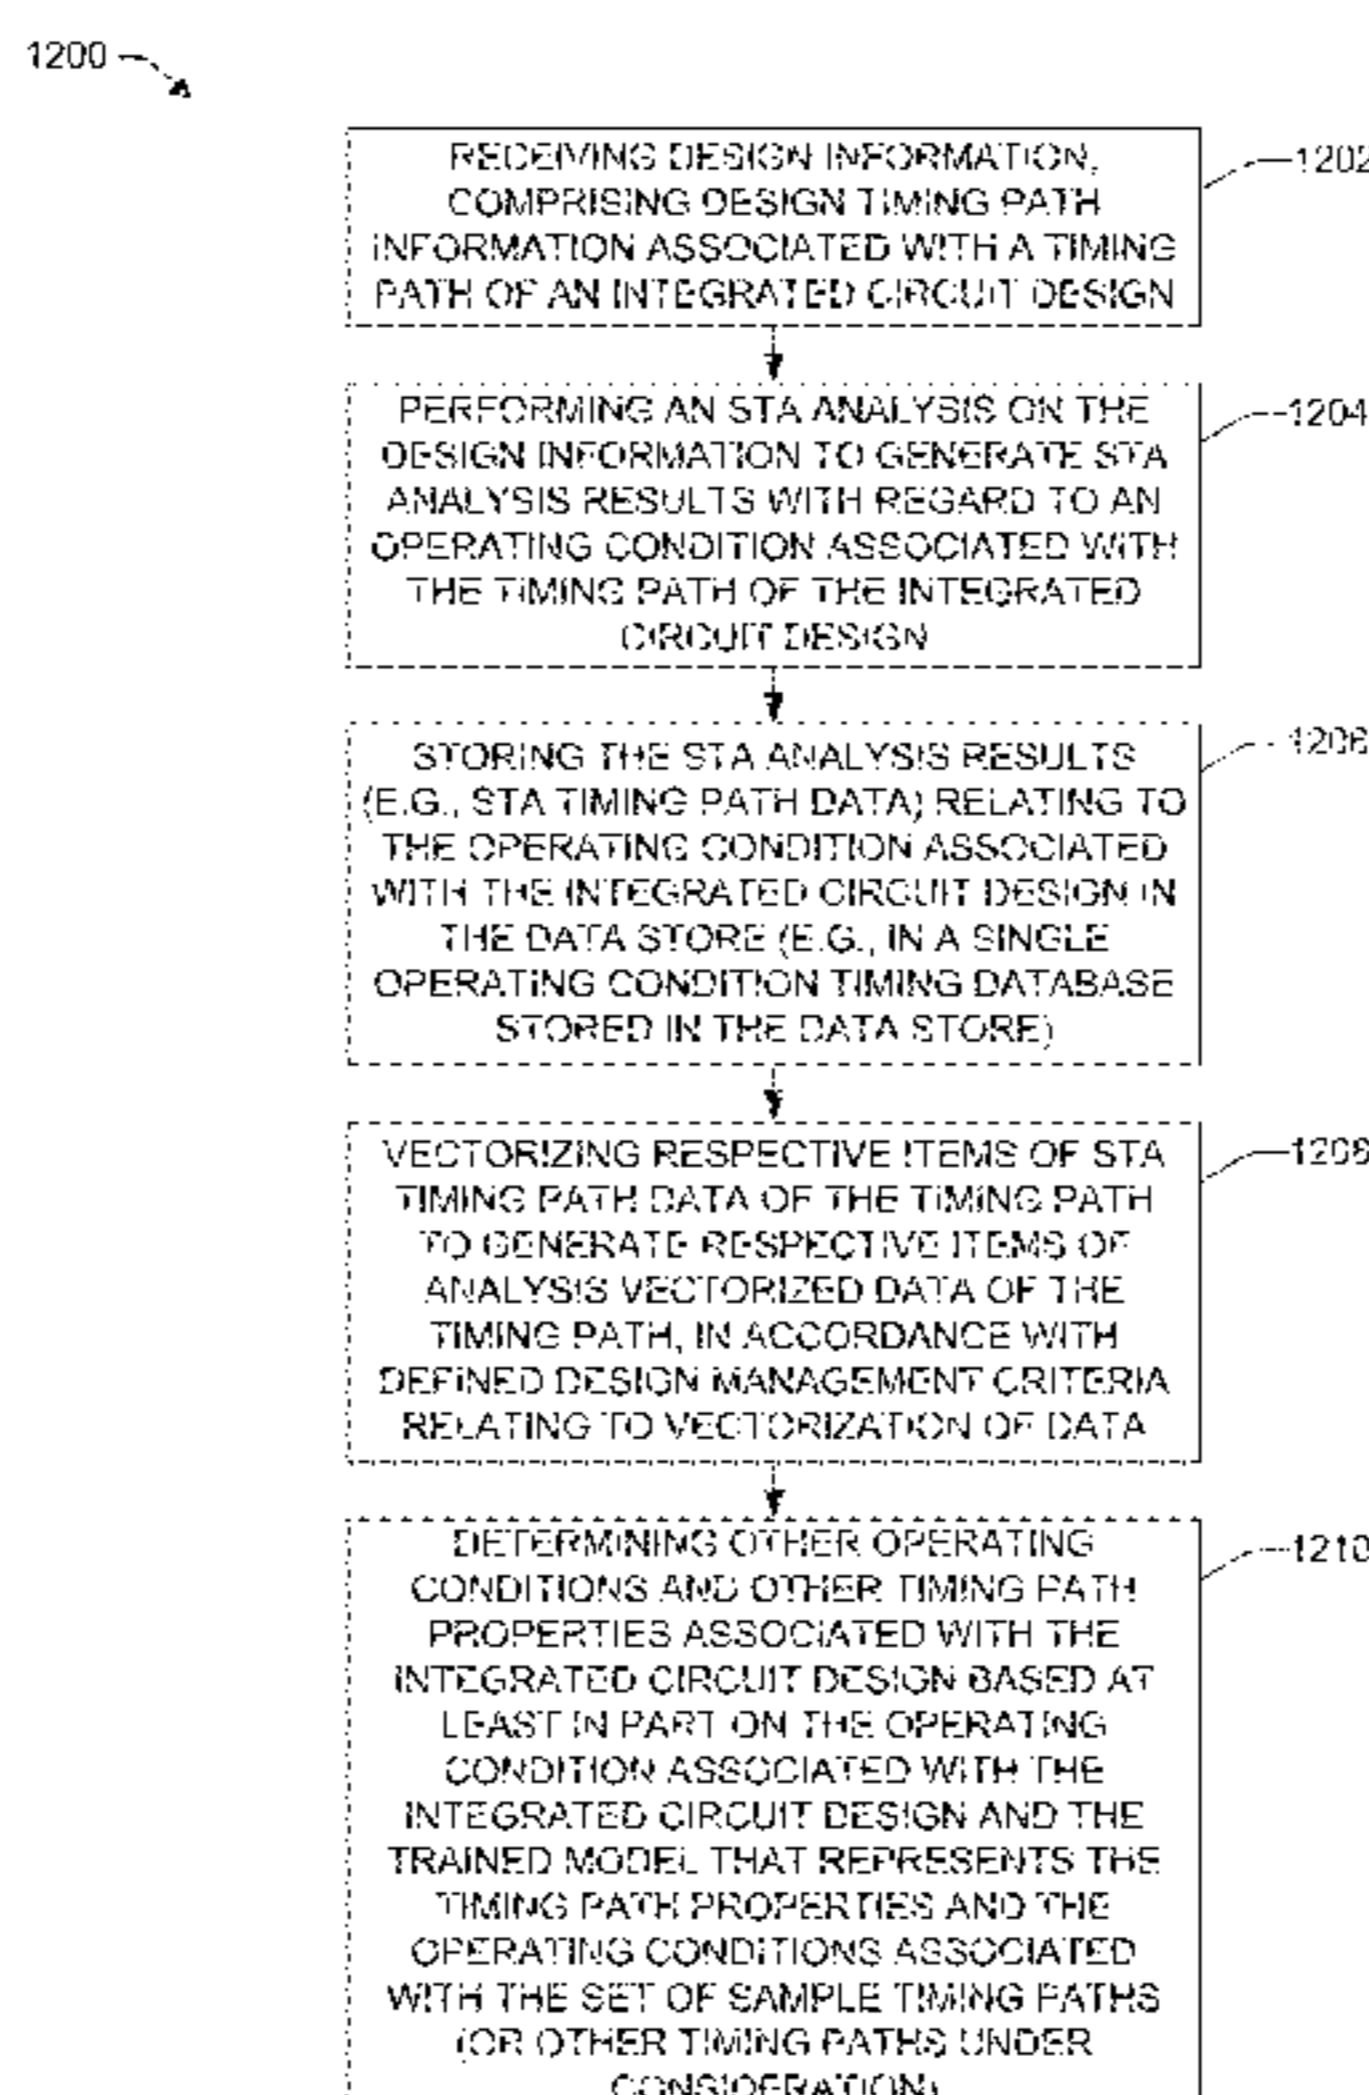 1200
RECEIVING DESIGN INFORMATION,
COMPRISING DESIGN TIMING PATH
INFORMATION ASSOCIATED WITH A TIMING
PATH OF AN INTEGRATED CIRCUIT DESIGN
1202
PERFORMING AN STA ANALYSIS ON THE
DESIGN INFORMATION TO GENERATE STA
ANALYSIS RESULTS WITH REGARD TO AN
OPERATING CONDITION ASSOCIATED WITH
THE TIMING PATH OF THE INTEGRATED
CIRCUIT DESIGN
1204
STORING THE STA ANALYSIS RESULTS
(E.G., STA TIMING PATH DATA) RELATING TO
THE OPERATING CONDITION ASSOCIATED
WITH THE INTEGRATED CIRCUIT DESIGN IN
THE DATA STORE (E.G., IN A SINGLE
OPERATING CONDITION TIMING DATABASE
STORED IN THE DATA STORE)
1206
VECTORIZING RESPECTIVE ITEMS OF STA
TIMING PATH DATA OF THE TIMING PATH
TO GENERATE RESPECTIVE ITEMS OF
ANALYSIS VECTORIZED DATA OF THE
TIMING PATH, IN ACCORDANCE WITH
DEFINED DESIGN MANAGEMENT CRITERIA
RELATING TO VECTORIZATION OF DATA
1208
DETERMINING OTHER OPERATING
CONDITIONS AND OTHER TIMING PATH
PROPERTIES ASSOCIATED WITH THE
INTEGRATED CIRCUIT DESIGN BASED AT
LEAST IN PART ON THE OPERATING
CONDITION ASSOCIATED WITH THE
INTEGRATED CIRCUIT DESIGN AND THE
TRAINED MODEL THAT REPRESENTS THE
TIMING PATH PROPERTIES AND THE
OPERATING CONDITIONS ASSOCIATED
WITH THE SET OF SAMPLE TIMING PATHS
(OR OTHER TIMING PATHS UNDER
CONSIDERATION)
1210